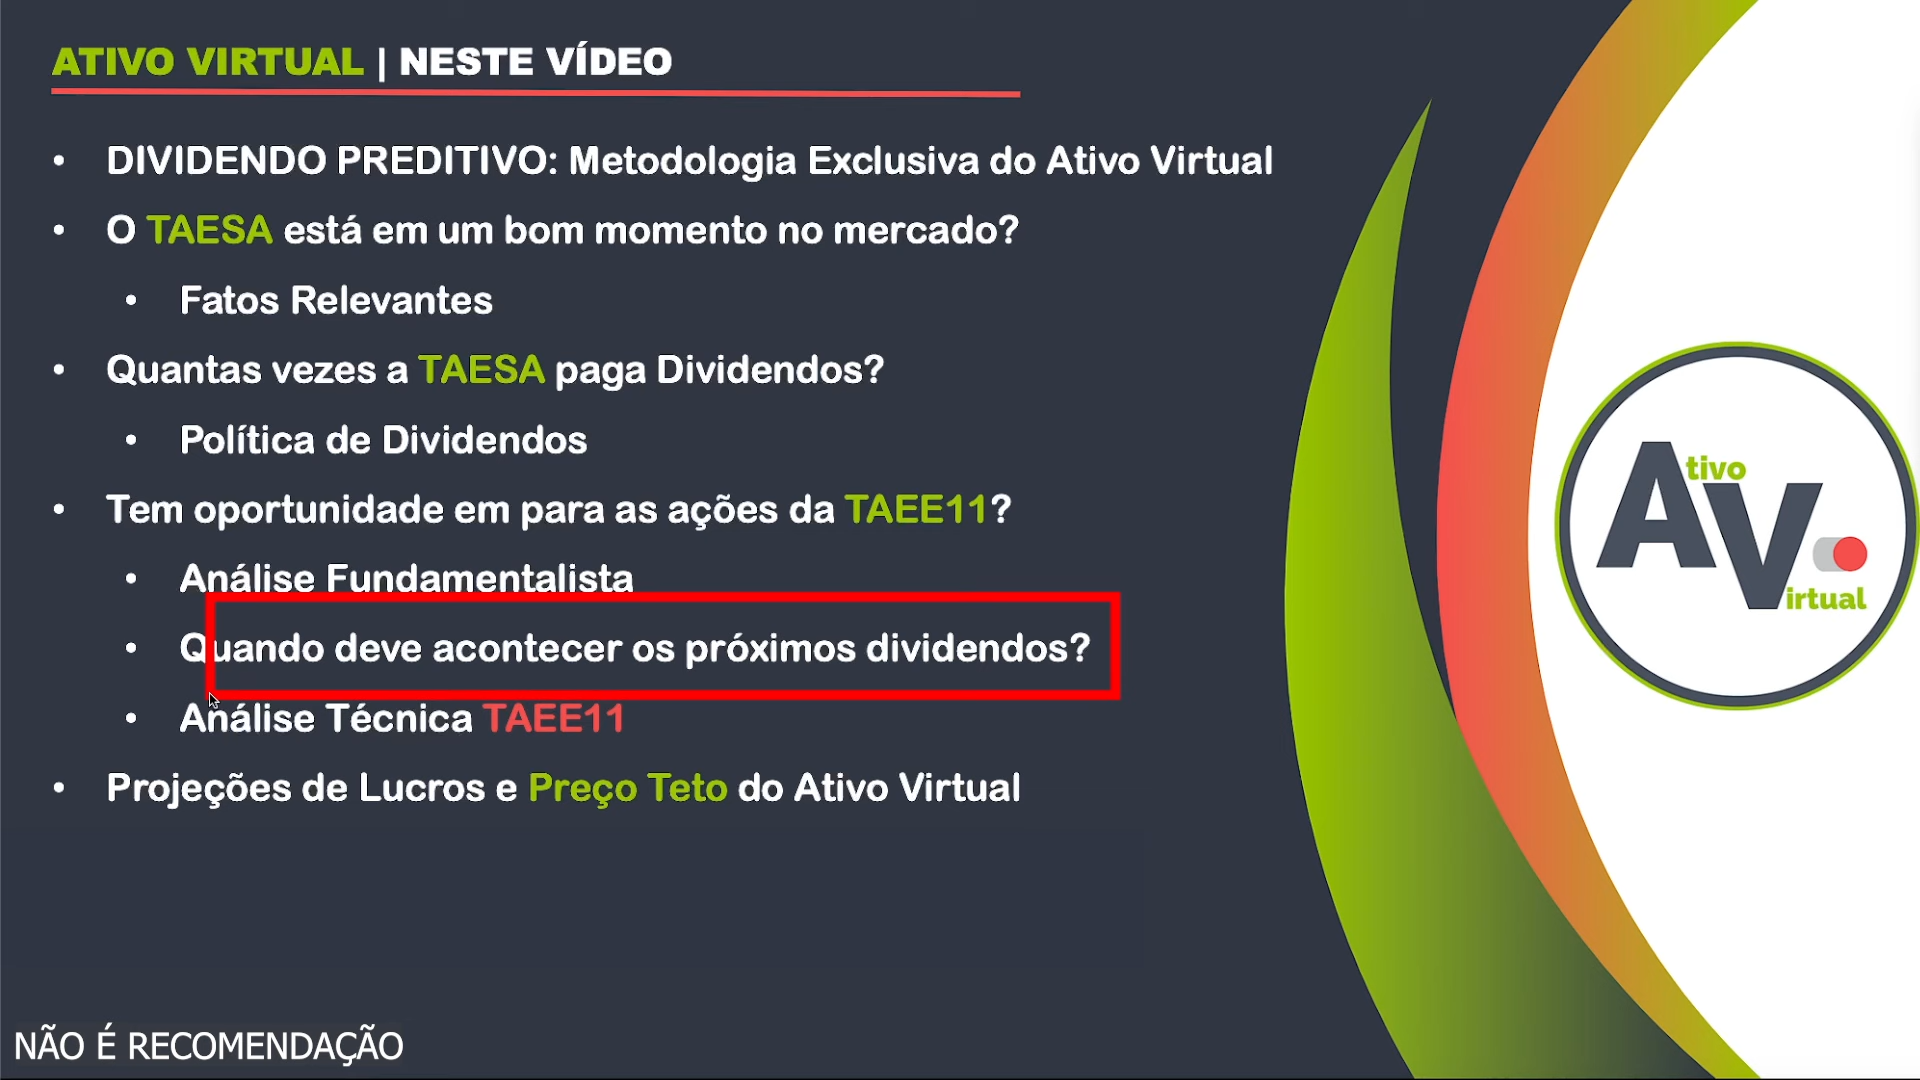 ATIVO VIRTUAL | NESTE VÍDEO
• DIVIDENDO PREDITIVO: Metodologia Exclusiva do Ativo Virtual
• O TAESA está em um bom momento no mercado?
• Fatos Relevantes
• Quantas vezes a TAESA paga Dividendos?
• Política de Dividendos
• Tem oportunidade em para as ações da TAEE11?
• Análise Fundamentalista
• Quando deve acontecer os próximos dividendos?
• Análise Técnica TAEE11
• Projeções de Lucros e Preço Teto do Ativo Virtual
Ativo
Virtual
NÃO É RECOMENDAÇÃO